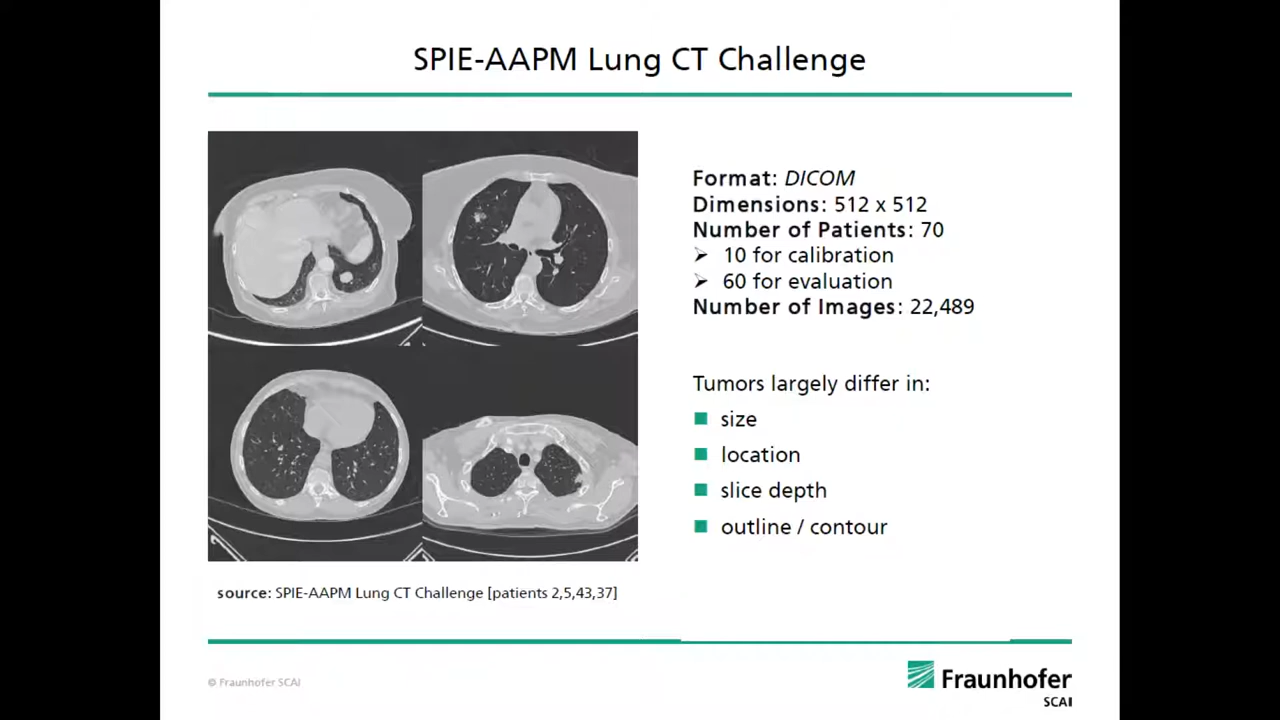 SPIE-AAPM Lung CT Challenge
Format: DICOM
Dimensions: 512 x 512
Number of Patients: 70
➢ 10 for calibration
➢ 60 for evaluation
Number of Images: 22,489
Tumors largely differ in:
■ size
■ location
■ slice depth
■ outline / contour
source: SPIE-AAPM Lung CT Challenge [patients 2,5,43,37]
© Fraunhofer SCAI
Fraunhofer
SCAI